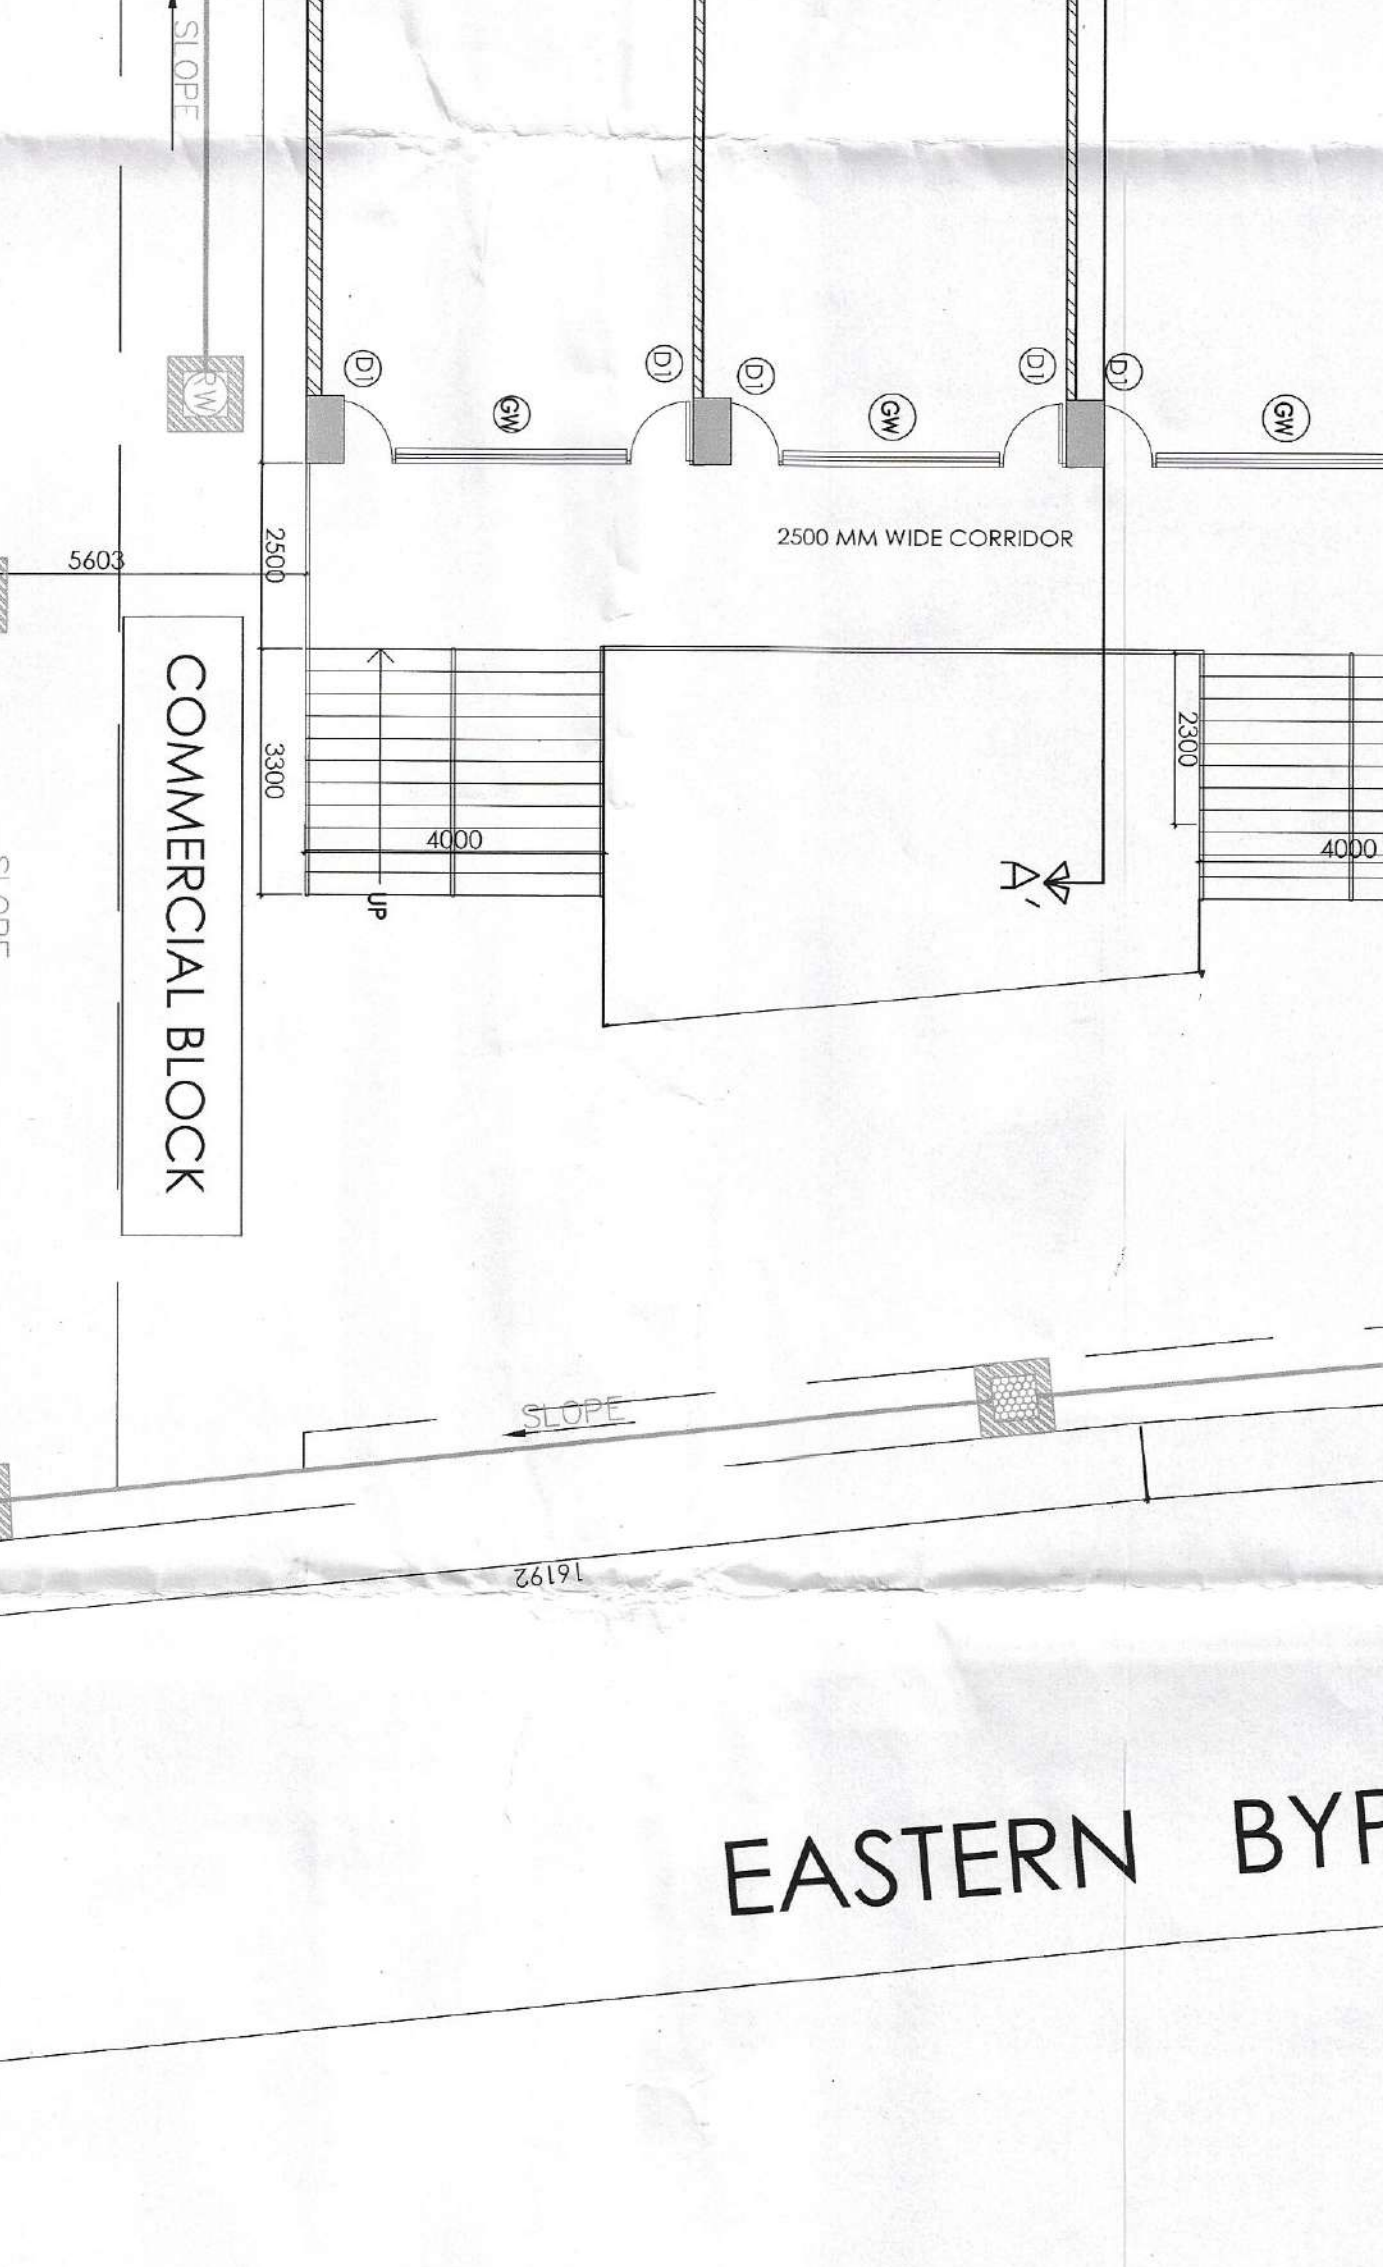 SLOPE
RW
D1
D1
D1
D1
D1
GW
GW
GW
2500 MM WIDE CORRIDOR
2500
5603
COMMERCIAL BLOCK
3300
2300
4000
4000
A'
UP
SLOPE
SLOPE
16192
EASTERN BYP